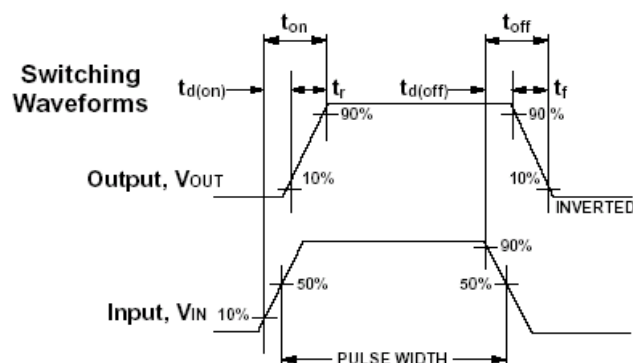 ton
toff
Switching
Waveforms
td(on)
tr
td(off)
tf
90%
90%
Output, VOUT
10%
10%
INVERTED
90%
50%
50%
Input, VIN
10%
PULSE WIDTH